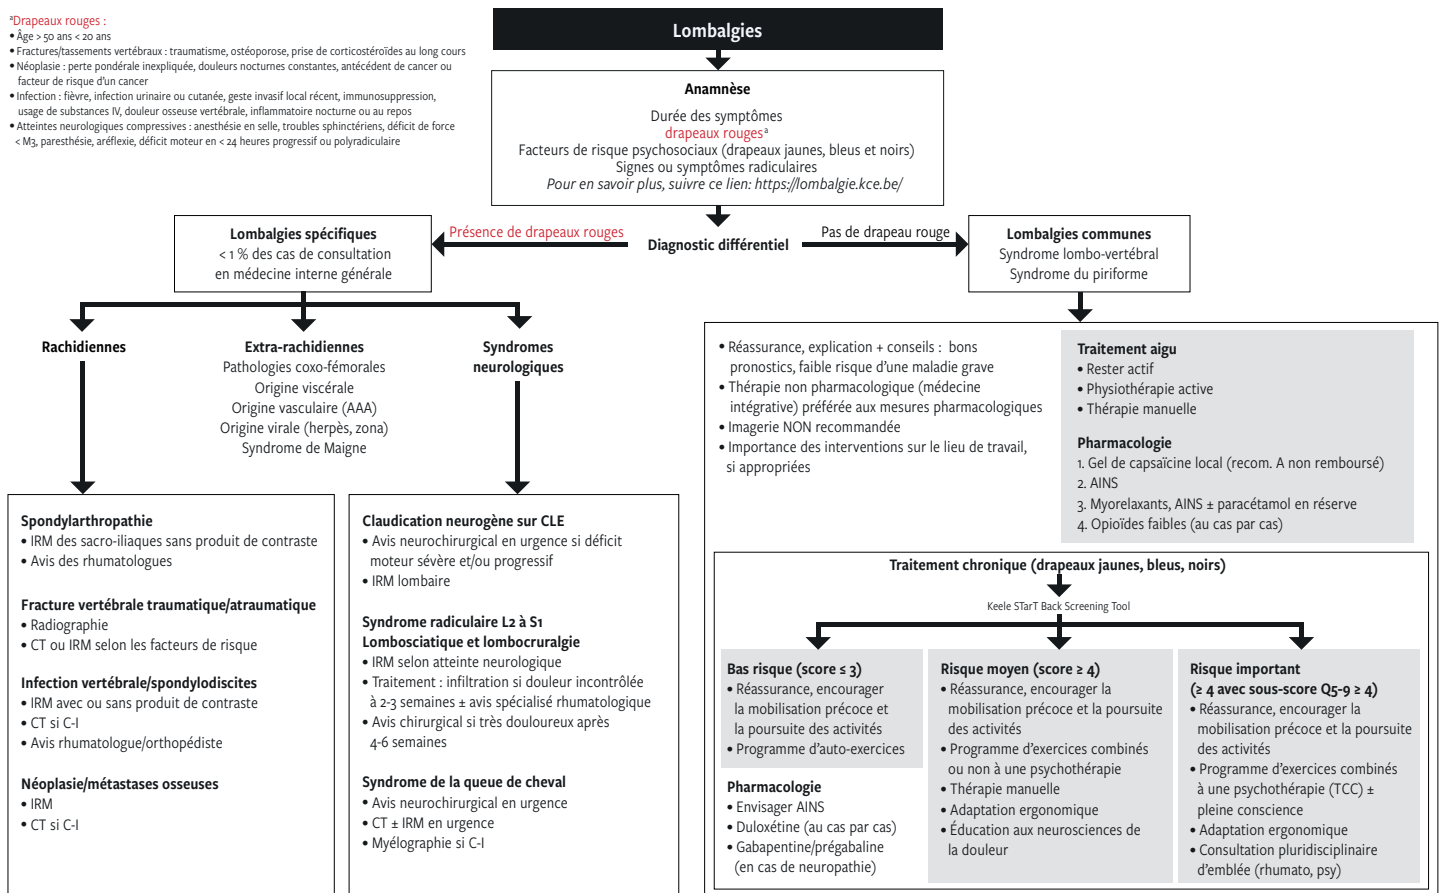 ᵃDrapeaux rouges :
• Âge > 50 ans < 20 ans
• Fractures/tassements vertébraux : traumatisme, ostéoporose, prise de corticostéroïdes au long cours
• Néoplasie : perte pondérale inexpliquée, douleurs nocturnes constantes, antécédent de cancer ou
facteur de risque d'un cancer
• Infection : fièvre, infection urinaire ou cutanée, geste invasif local récent, immunosuppression,
usage de substances IV, douleur osseuse vertébrale, inflammatoire nocturne ou au repos
• Atteintes neurologiques compressives : anesthésie en selle, troubles sphinctériens, déficit de force
< M3, paresthésie, aréflexie, déficit moteur en < 24 heures progressif ou polyradiculaire
Lombalgies
Anamnèse
Durée des symptômes
drapeaux rougesᵃ
Facteurs de risque psychosociaux (drapeaux jaunes, bleus et noirs)
Signes ou symptômes radiculaires
Pour en savoir plus, suivre ce lien: https://lombalgie.kce.be/
Lombalgies spécifiques
< 1 % des cas de consultation
en médecine interne générale
Présence de drapeaux rouges
Diagnostic différentiel
Pas de drapeau rouge
Lombalgies communes
Syndrome lombo-vertébral
Syndrome du piriforme
Rachidiennes
Extra-rachidiennes
Pathologies coxo-fémorales
Origine viscérale
Origine vasculaire (AAA)
Origine virale (herpès, zona)
Syndrome de Maigne
Syndromes
neurologiques
Spondylarthropathie
• IRM des sacro-iliaques sans produit de contraste
• Avis des rhumatologues
Fracture vertébrale traumatique/atraumatique
• Radiographie
• CT ou IRM selon les facteurs de risque
Infection vertébrale/spondylodiscites
• IRM avec ou sans produit de contraste
• CT si C-I
• Avis rhumatologue/orthopédiste
Néoplasie/métastases osseuses
• IRM
• CT si C-I
Claudication neurogène sur CLE
• Avis neurochirurgical en urgence si déficit
moteur sévère et/ou progressif
• IRM lombaire
Syndrome radiculaire L2 à S1
Lombosciatique et lombocruralgie
• IRM selon atteinte neurologique
• Traitement : infiltration si douleur incontrôlée
à 2-3 semaines ± avis spécialisé rhumatologique
• Avis chirurgical si très douloureux après
4-6 semaines
Syndrome de la queue de cheval
• Avis neurochirurgical en urgence
• CT ± IRM en urgence
• Myélographie si C-I
• Réassurance, explication + conseils : bons
pronostics, faible risque d'une maladie grave
• Thérapie non pharmacologique (médecine
intégrative) préférée aux mesures pharmacologiques
• Imagerie NON recommandée
• Importance des interventions sur le lieu de travail,
si appropriées
Traitement aigu
• Rester actif
• Physiothérapie active
• Thérapie manuelle
Pharmacologie
1. Gel de capsaïcine local (recom. A non remboursé)
2. AINS
3. Myorelaxants, AINS ± paracétamol en réserve
4. Opioïdes faibles (au cas par cas)
Traitement chronique (drapeaux jaunes, bleus, noirs)
Keele STarT Back Screening Tool
Bas risque (score ≤ 3)
• Réassurance, encourager
la mobilisation précoce et
la poursuite des activités
• Programme d'auto-exercices
Pharmacologie
• Envisager AINS
• Duloxétine (au cas par cas)
• Gabapentine/prégabaline
(en cas de neuropathie)
Risque moyen (score ≥ 4)
• Réassurance, encourager la
mobilisation précoce et la poursuite
des activités
• Programme d'exercices combinés
ou non à une psychothérapie
• Thérapie manuelle
• Adaptation ergonomique
• Éducation aux neurosciences de
la douleur
Risque important
(≥ 4 avec sous-score Q5-9 ≥ 4)
• Réassurance, encourager la
mobilisation précoce et la poursuite
des activités
• Programme d'exercices combinés
à une psychothérapie (TCC) ±
pleine conscience
• Adaptation ergonomique
• Consultation pluridisciplinaire
d'emblée (rhumato, psy)